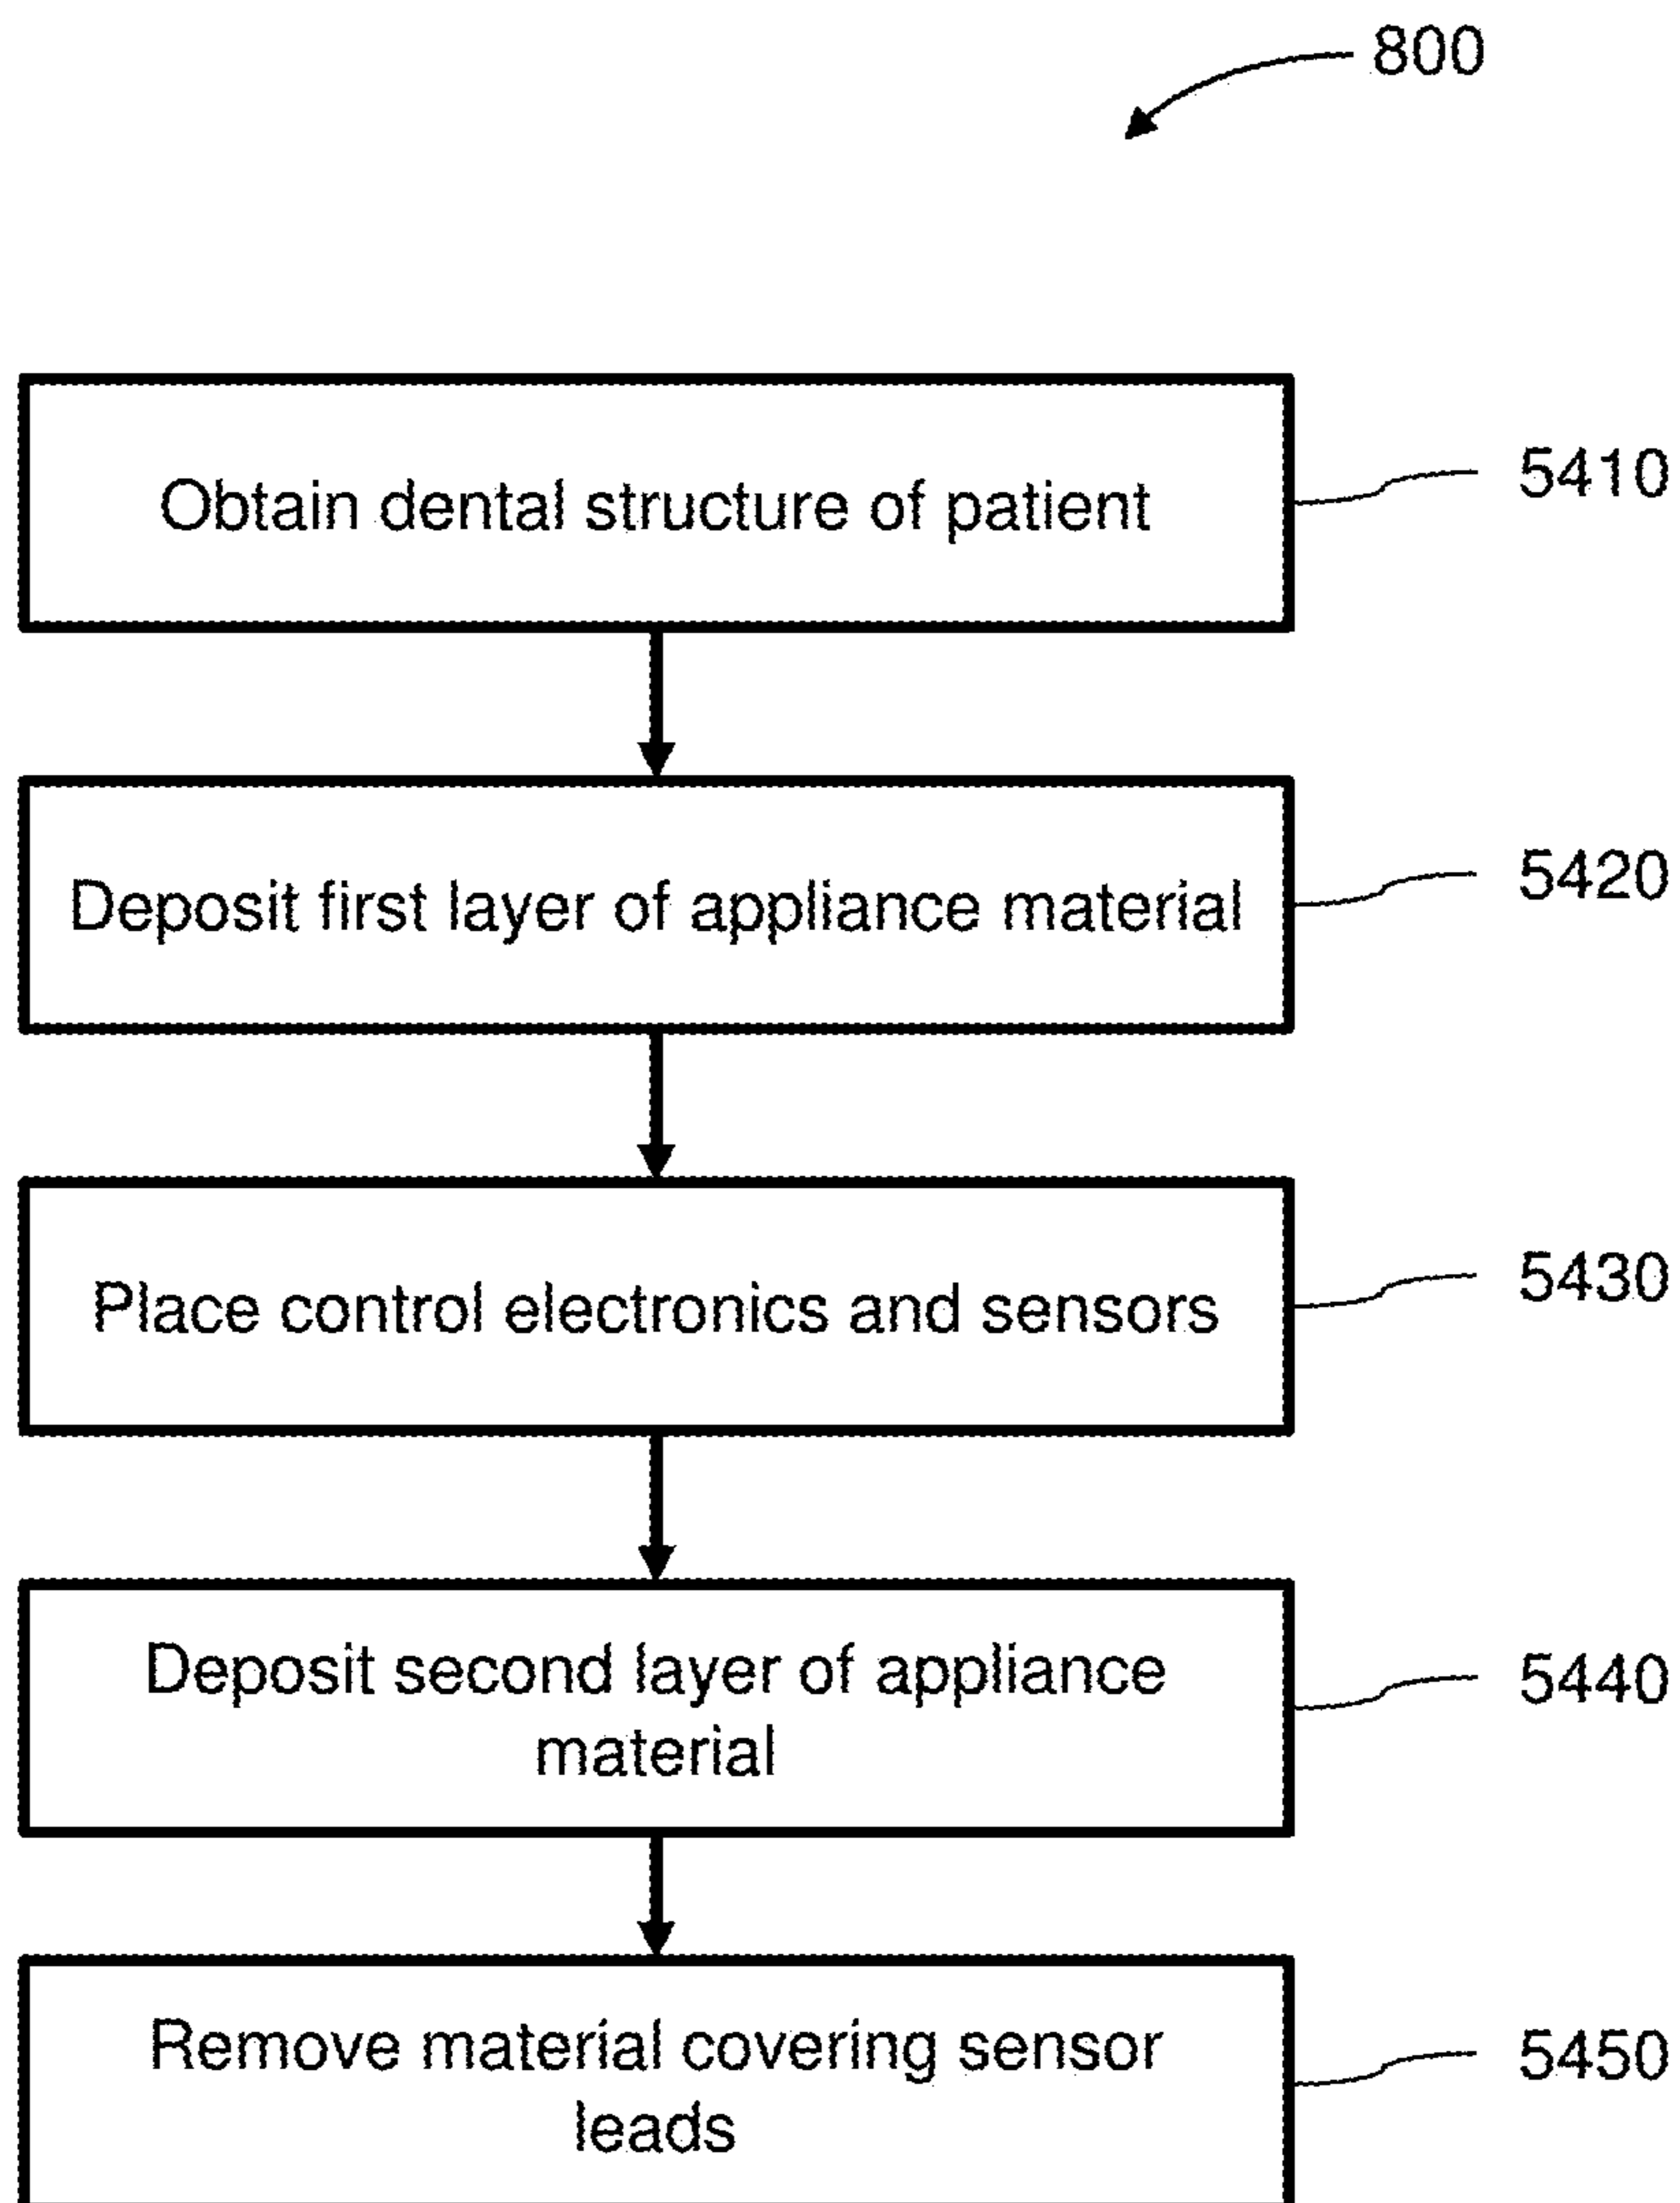 800
Obtain dental structure of patient
5410
Deposit first layer of appliance material
5420
Place control electronics and sensors
5430
Deposit second layer of appliance
material
5440
Remove material covering sensor
leads
5450